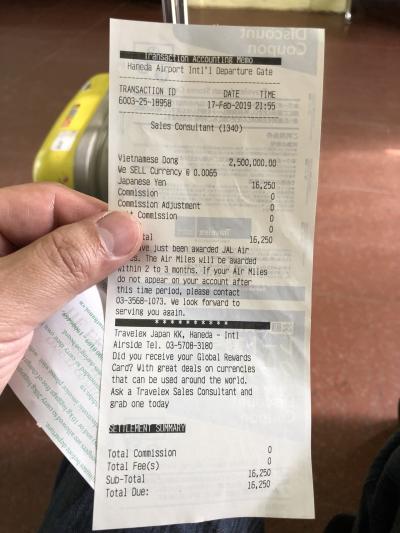 Discount
Coupon
Transaction Accounting Memo
Haneda Airport Int'l Departure Gate
TRANSACTION ID DATE TIME
6003-25-18958 17-Feb-2019 21:55
Sales Consultant (1340)
Vietnamese Dong 2,500,000.00
We SELL Currency @ 0.0065
Japanese Yen 16,250
Commission 0
Commission Adjustment 0
Commission 0
0
16,250
have just been awarded JAL Air
The Air Miles will be awarded
within 2 to 3 months. If your Air Miles
do not appear on your account after
this time period, please contact
03-3568-1073. We look forward to
serving you again.
Travelex Japan KK, Haneda - Intl
Airside Tel. 03-5708-3180
Did you receive your Global Rewards
Card? With great deals on currencies
that can be used around the world.
Ask a Travelex Sales Consultant and
grab one today
SETTLEMENT SUMMARY
Total Commission 0
Total Fee(s) 0
Sub-Total 16,250
Total Due: 16,250